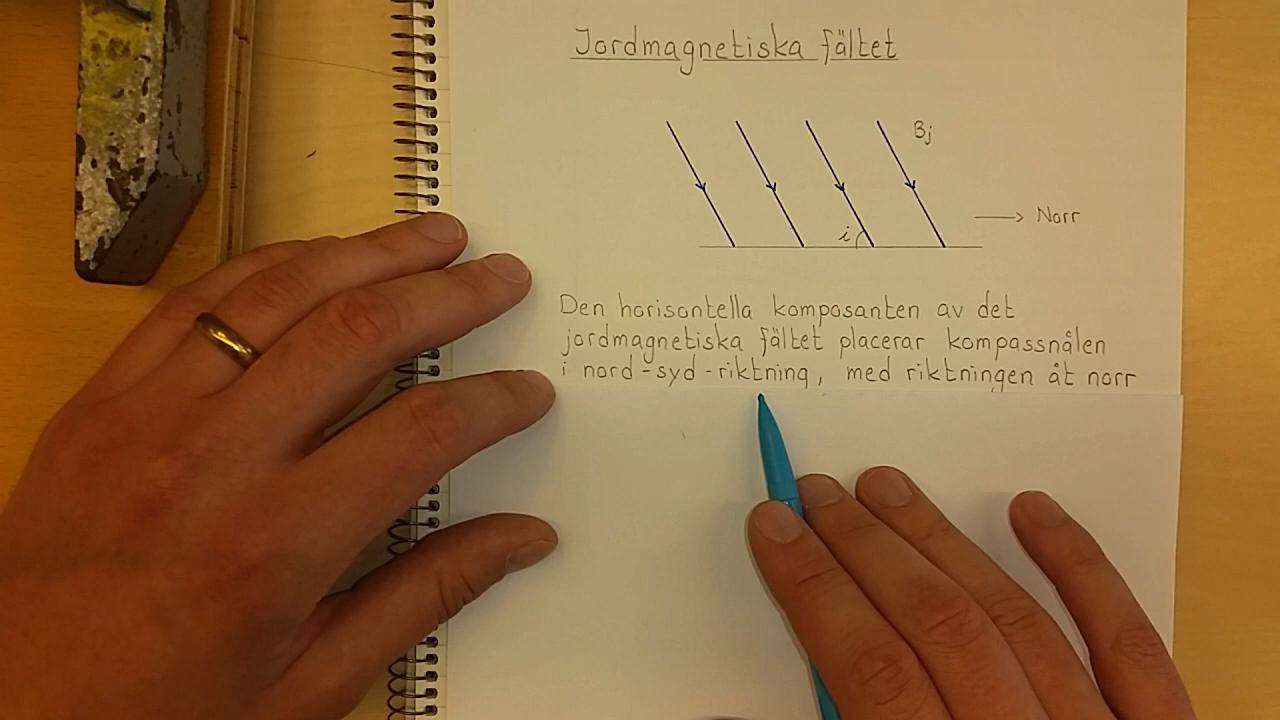 Jordmagnetiska fältet
Bj
Norr
i
Den horisontella komposanten av det
jordmagnetiska fältet placerar kompassnålen
i nord-syd-riktning, med riktningen åt norr